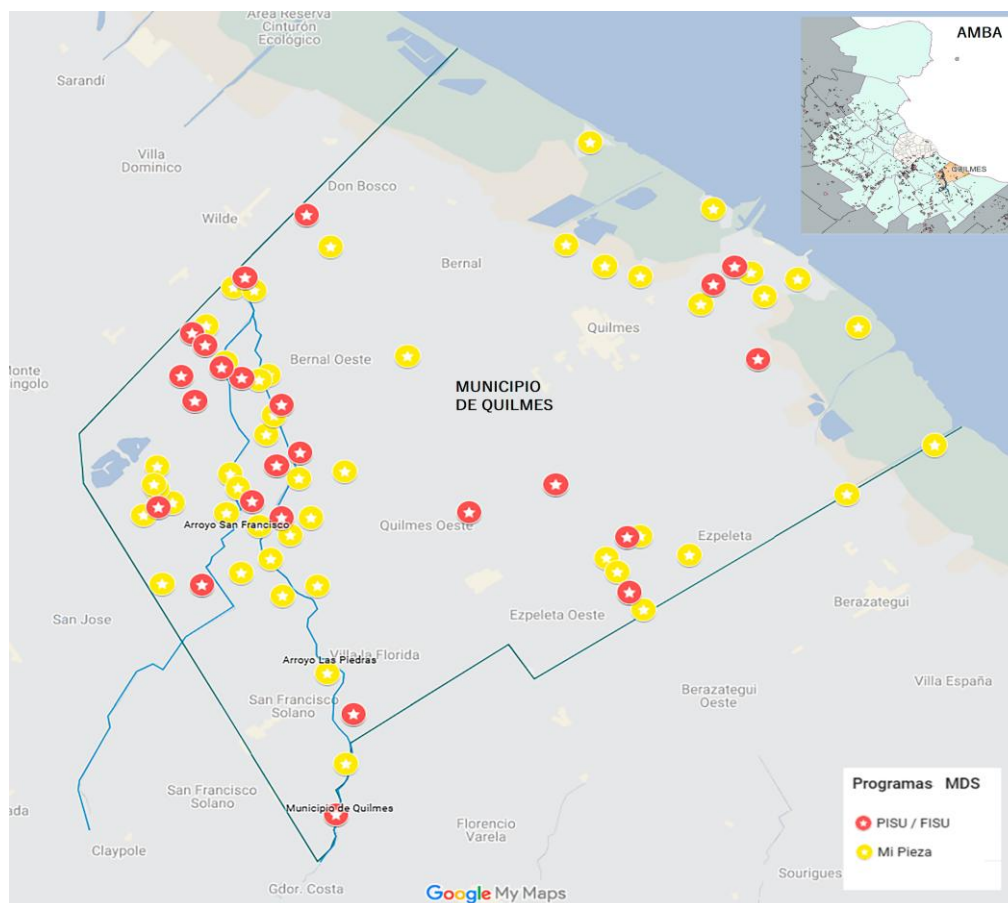 Área Reserva
Cinturón
Ecológico
AMBA
Sarandí
QUILMES
Villa
Domínico
Don Bosco
Wilde
Bernal
Quilmes
Bernal Oeste
Monte
ingolo
MUNICIPIO
DE QUILMES
Arroyo San Francisco
Quilmes Oeste
Ezpeleta
Berazategui
Ezpeleta Oeste
San Jose
Arroyo Las Piedras
Villa la Florida
Villa España
Berazategui
Oeste
San Francisco
Solano
San Francisco
Solano
Municipio de Quilmes
Programas MDS
PISU / FISU
Mi Pieza
ada
Claypole
Florencio
Varela
Sourigues
Gdor. Costa
Google My Maps